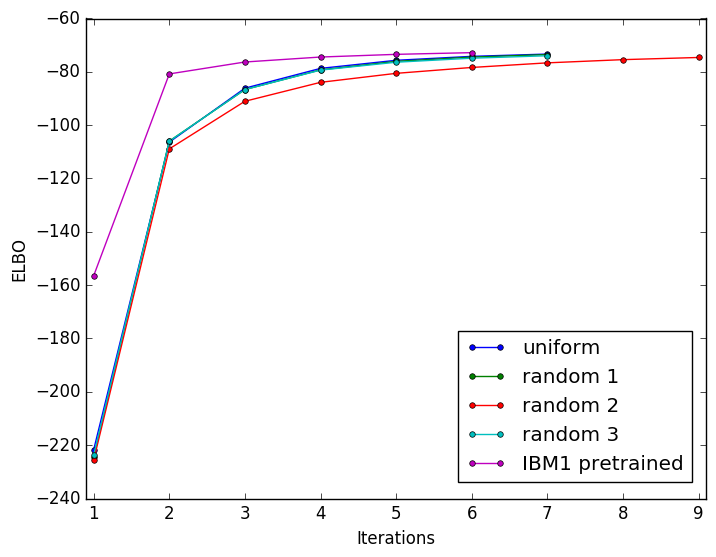 −60
−80
−100
−120
−140
−160
−180
−200
−220
−240
ELBO
1 2 3 4 5 6 7 8 9
Iterations
uniform
random 1
random 2
random 3
IBM1 pretrained